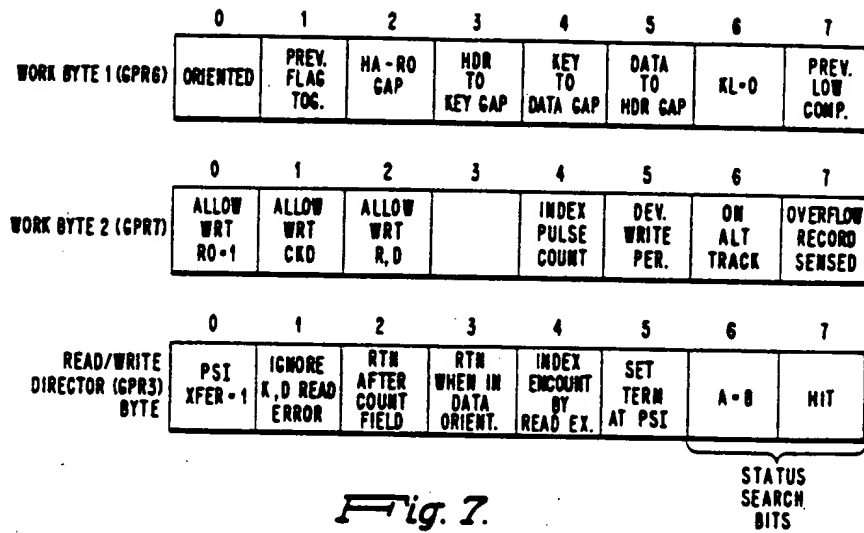 0 1 2 3 4 5 6 7
WORK BYTE 1 (GPR6)
ORIENTED
PREV.
FLAG
TOG.
HA-RO
GAP
HDR
TO
KEY GAP
KEY
TO
DATA GAP
DATA
TO
HDR GAP
KL=0
PREV.
LOW
COMP.
0 1 2 3 4 5 6 7
WORK BYTE 2 (GPR7)
ALLOW
WRT
RO=1
ALLOW
WRT
CKD
ALLOW
WRT
R,D
INDEX
PULSE
COUNT
DEV.
WRITE
PER.
ON
ALT
TRACK
OVERFLOW
RECORD
SENSED
0 1 2 3 4 5 6 7
READ/WRITE
DIRECTOR (GPR3)
BYTE
PSI
XFER=1
IGNORE
K,D READ
ERROR
RTN
AFTER
COUNT
FIELD
RTN
WHEN IN
DATA
ORIENT.
INDEX
ENCOUNT
BY
READ EX.
SET
TERM
AT PSI
A=B
HIT
STATUS
SEARCH
BITS
Fig. 7.